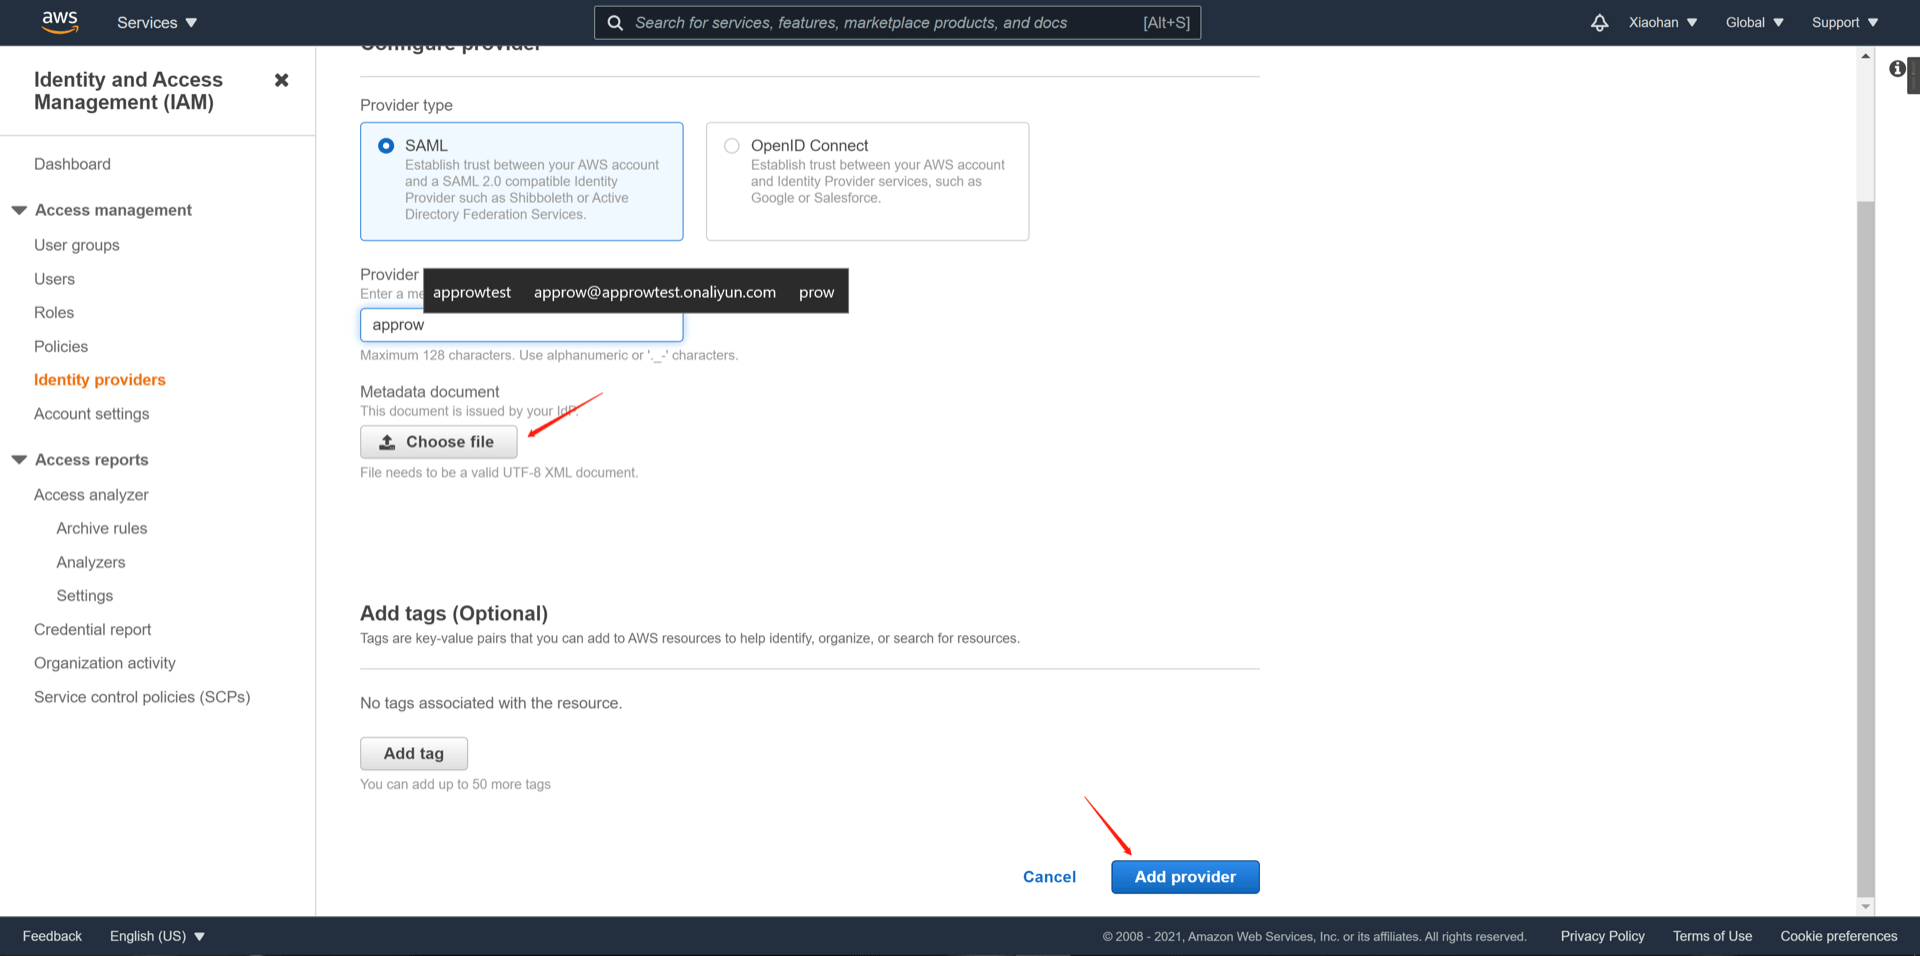 aws
Services
Search for services, features, marketplace products, and docs
[Alt+S]
Xiaohan
Global
Support
Identity and Access
Management (IAM)
Dashboard
Access management
User groups
Users
Roles
Policies
Identity providers
Account settings
Access reports
Access analyzer
Archive rules
Analyzers
Settings
Credential report
Organization activity
Service control policies (SCPs)
Configure provider
Provider type
SAML
Establish trust between your AWS account
and a SAML 2.0 compatible Identity
Provider such as Shibboleth or Active
Directory Federation Services.
OpenID Connect
Establish trust between your AWS account
and Identity Provider services, such as
Google or Salesforce.
Provider
Enter a me
approwtest approw@approwtest.onaliyun.com prow
approw
Maximum 128 characters. Use alphanumeric or '._-' characters.
Metadata document
This document is issued by your IdP.
Choose file
File needs to be a valid UTF-8 XML document.
Add tags (Optional)
Tags are key-value pairs that you can add to AWS resources to help identify, organize, or search for resources.
No tags associated with the resource.
Add tag
You can add up to 50 more tags
Cancel
Add provider
Feedback
English (US)
© 2008 - 2021, Amazon Web Services, Inc. or its affiliates. All rights reserved.
Privacy Policy
Terms of Use
Cookie preferences